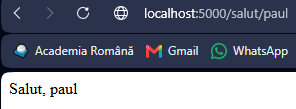 localhost:5000/salut/paul
Academia Română Gmail WhatsApp
Salut, paul